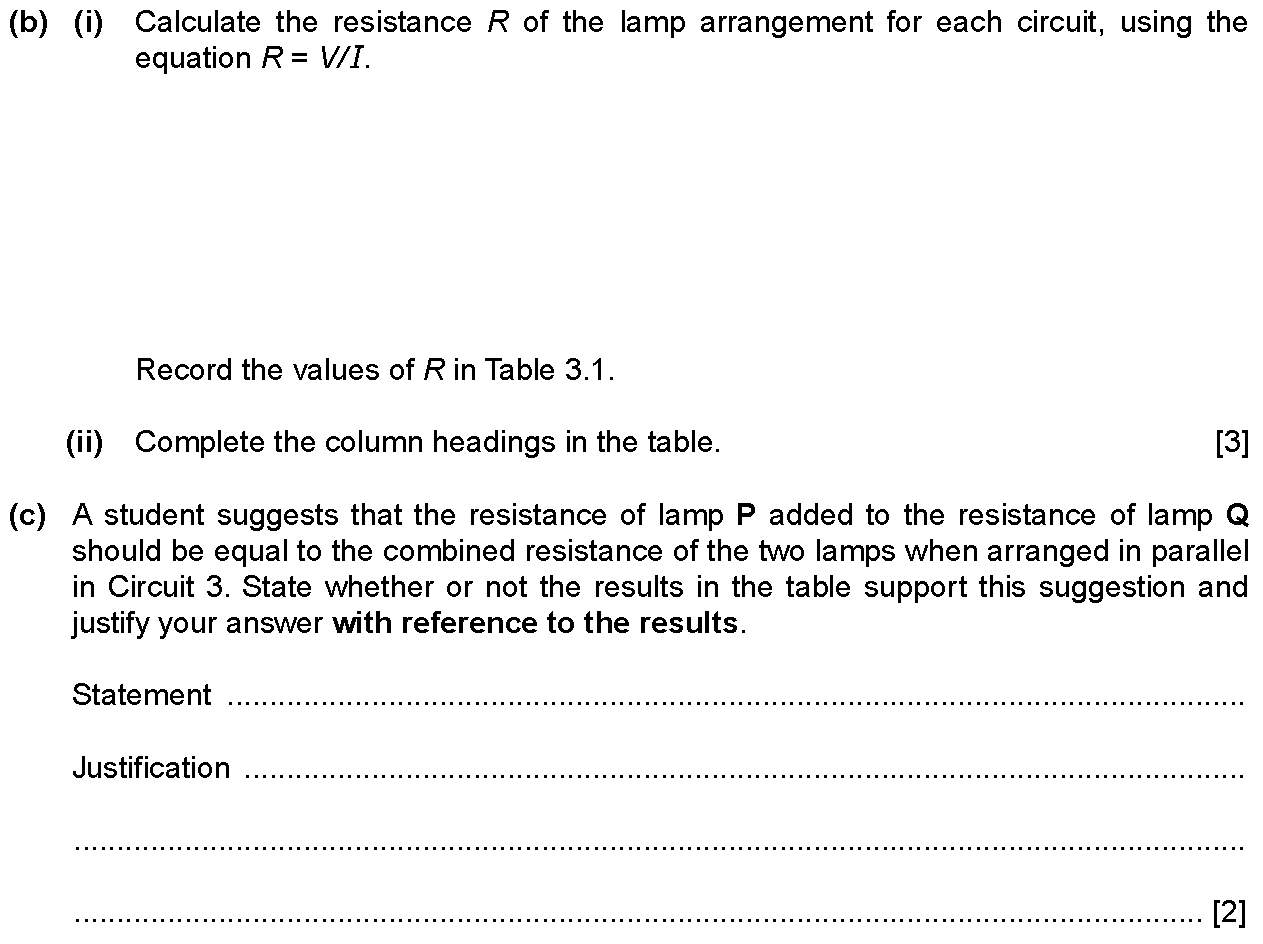 (b) (i) Calculate the resistance R of the lamp arrangement for each circuit, using the
equation R = V/I.
Record the values of R in Table 3.1.
(ii) Complete the column headings in the table. [3]
(c) A student suggests that the resistance of lamp P added to the resistance of lamp Q
should be equal to the combined resistance of the two lamps when arranged in parallel
in Circuit 3. State whether or not the results in the table support this suggestion and
justify your answer with reference to the results.
Statement ..........................................................................................................................
Justification ........................................................................................................................
............................................................................................................................................
....................................................................................................................................... [2]